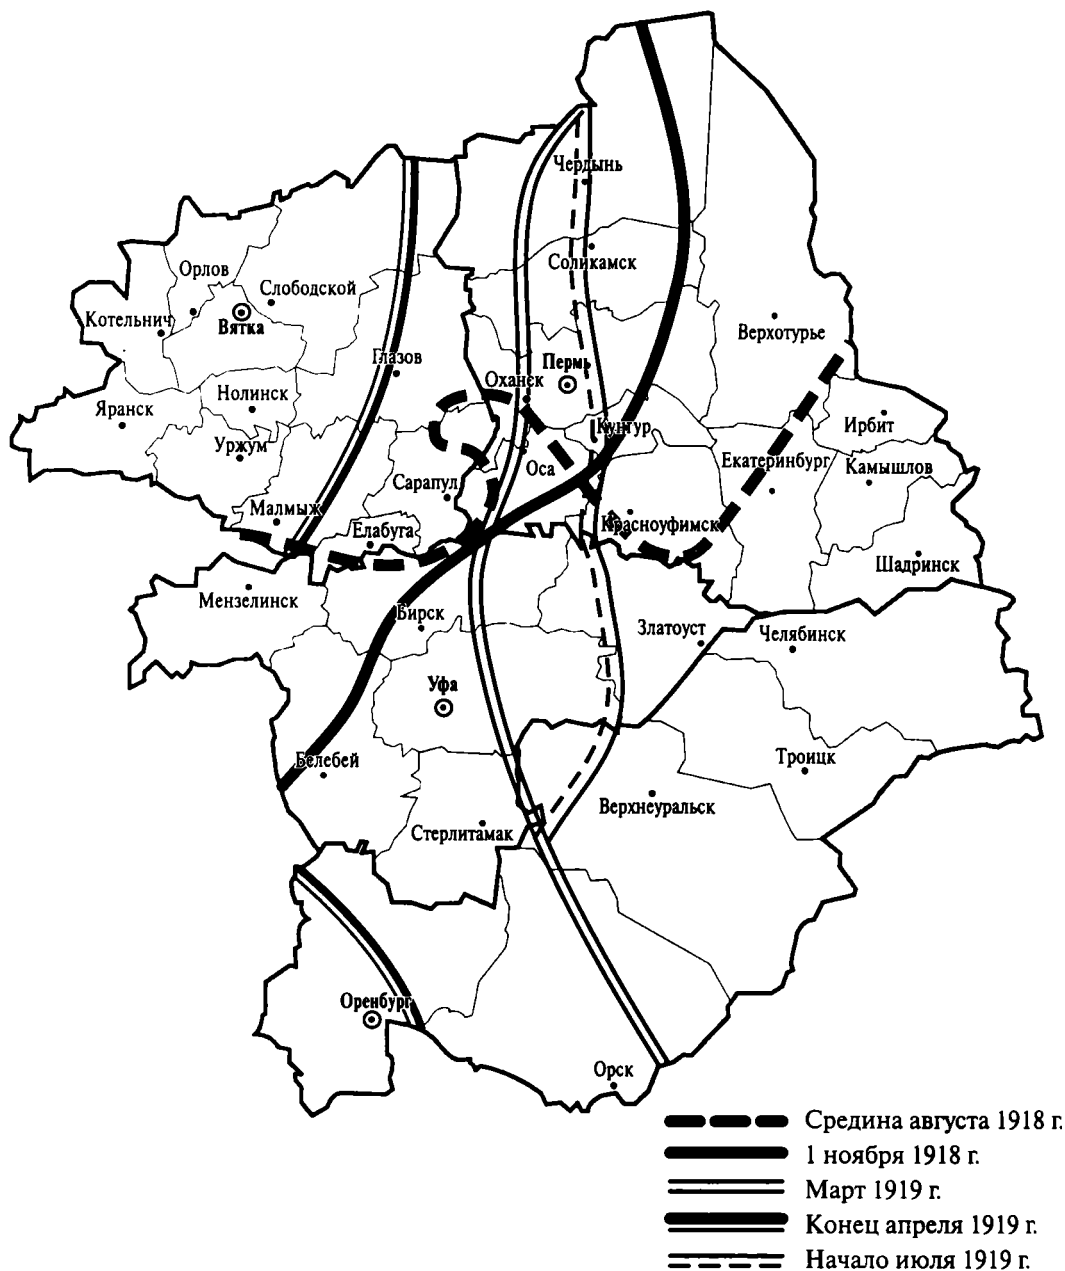 Чердынь
Соликамск
Орлов
Слободской
Котельнич
Вятка
Верхотурье
Глазов
Пермь
Оханск
Нолинск
Яранск
Кунгур
Ирбит
Уржум
Екатеринбург
Камышлов
Оса
Сарапул
Малмыж
Елабуга
Красноуфимск
Шадринск
Мензелинск
Бирск
Златоуст
Челябинск
Уфа
Белебей
Троицк
Верхнеуральск
Стерлитамак
Оренбург
Орск
Средина августа 1918 г.
1 ноября 1918 г.
Март 1919 г.
Конец апреля 1919 г.
Начало июля 1919 г.